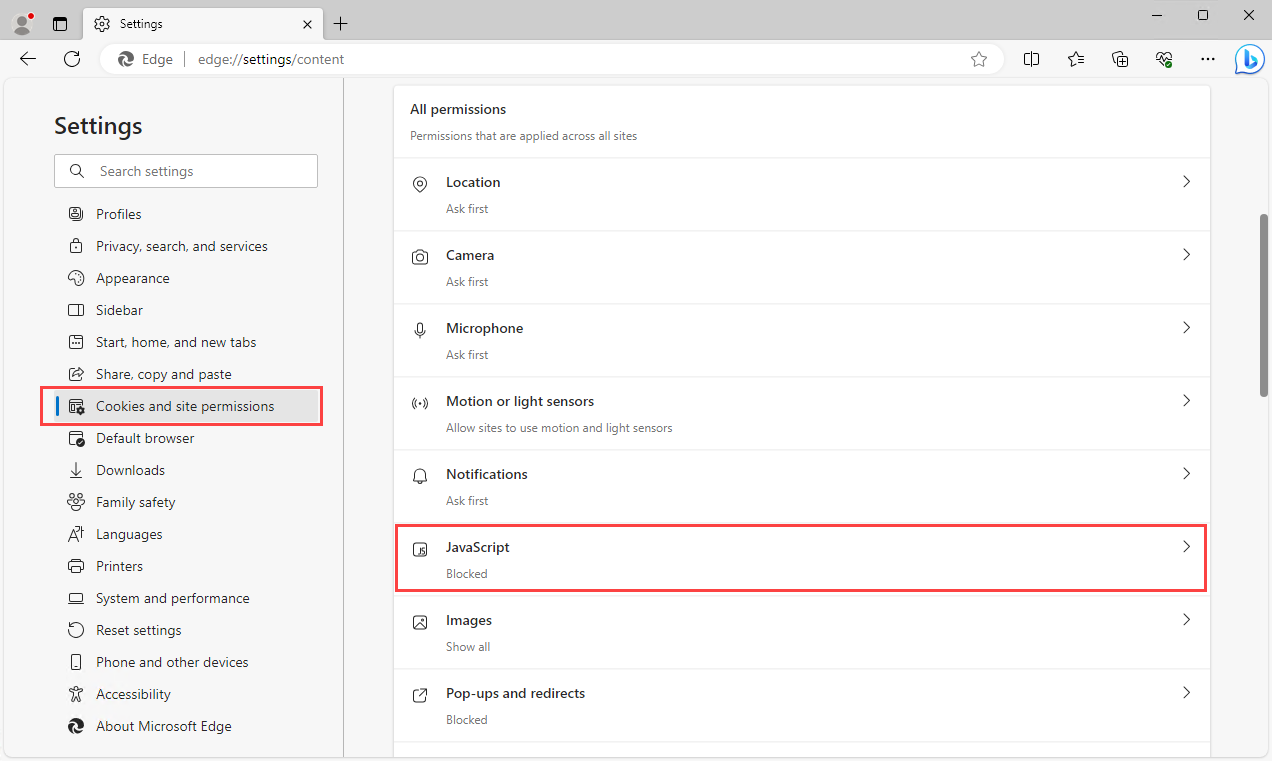 Settings
Edge
edge://settings/content
Settings
Search settings
Profiles
Privacy, search, and services
Appearance
Sidebar
Start, home, and new tabs
Share, copy and paste
Cookies and site permissions
Default browser
Downloads
Family safety
Languages
Printers
System and performance
Reset settings
Phone and other devices
Accessibility
About Microsoft Edge
All permissions
Permissions that are applied across all sites
Location
Ask first
Camera
Ask first
Microphone
Ask first
Motion or light sensors
Allow sites to use motion and light sensors
Notifications
Ask first
JavaScript
Blocked
Images
Show all
Pop-ups and redirects
Blocked